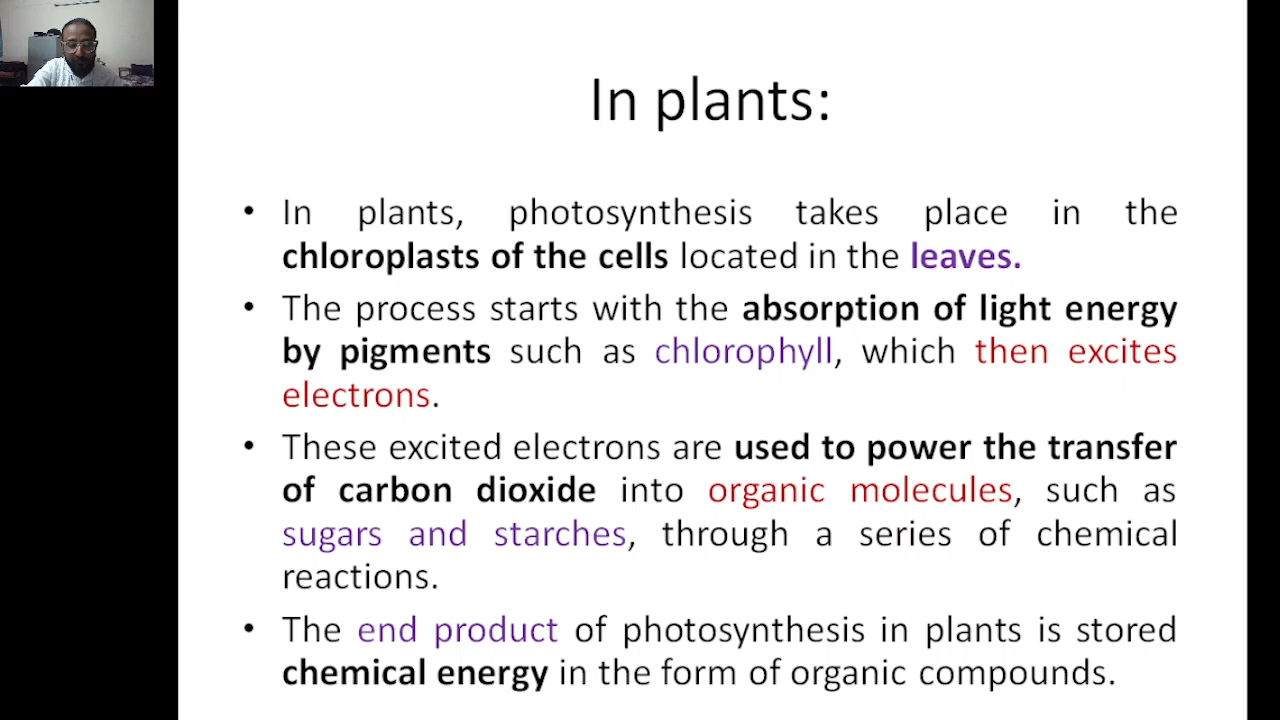 In plants:
• In plants, photosynthesis takes place in the
chloroplasts of the cells located in the leaves.
• The process starts with the absorption of light energy
by pigments such as chlorophyll, which then excites
electrons.
• These excited electrons are used to power the transfer
of carbon dioxide into organic molecules, such as
sugars and starches, through a series of chemical
reactions.
• The end product of photosynthesis in plants is stored
chemical energy in the form of organic compounds.